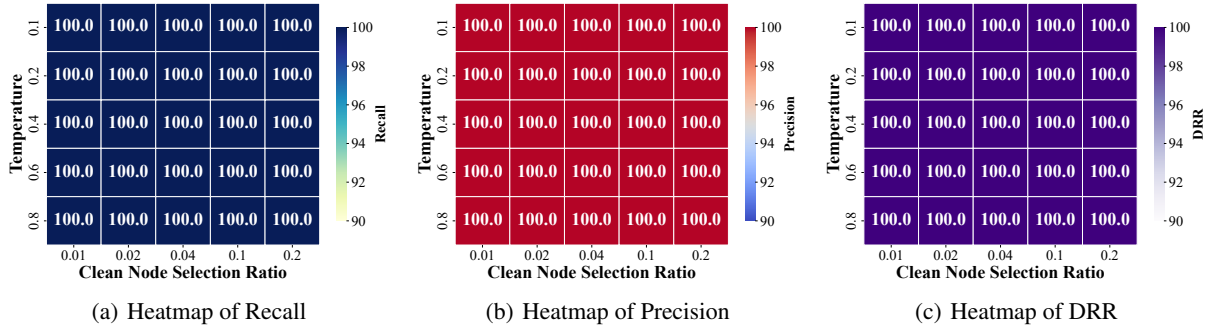 0.1 100.0 100.0 100.0 100.0 100.0
0.2 100.0 100.0 100.0 100.0 100.0
0.4 100.0 100.0 100.0 100.0 100.0
0.6 100.0 100.0 100.0 100.0 100.0
0.8 100.0 100.0 100.0 100.0 100.0
Temperature
0.01 0.02 0.04 0.1 0.2
Clean Node Selection Ratio
100
98
96
94
92
90
Recall
(a) Heatmap of Recall
0.1 100.0 100.0 100.0 100.0 100.0
0.2 100.0 100.0 100.0 100.0 100.0
0.4 100.0 100.0 100.0 100.0 100.0
0.6 100.0 100.0 100.0 100.0 100.0
0.8 100.0 100.0 100.0 100.0 100.0
Temperature
0.01 0.02 0.04 0.1 0.2
Clean Node Selection Ratio
100
98
96
94
92
90
Precision
(b) Heatmap of Precision
0.1 100.0 100.0 100.0 100.0 100.0
0.2 100.0 100.0 100.0 100.0 100.0
0.4 100.0 100.0 100.0 100.0 100.0
0.6 100.0 100.0 100.0 100.0 100.0
0.8 100.0 100.0 100.0 100.0 100.0
Temperature
0.01 0.02 0.04 0.1 0.2
Clean Node Selection Ratio
100
98
96
94
92
90
DRR
(c) Heatmap of DRR